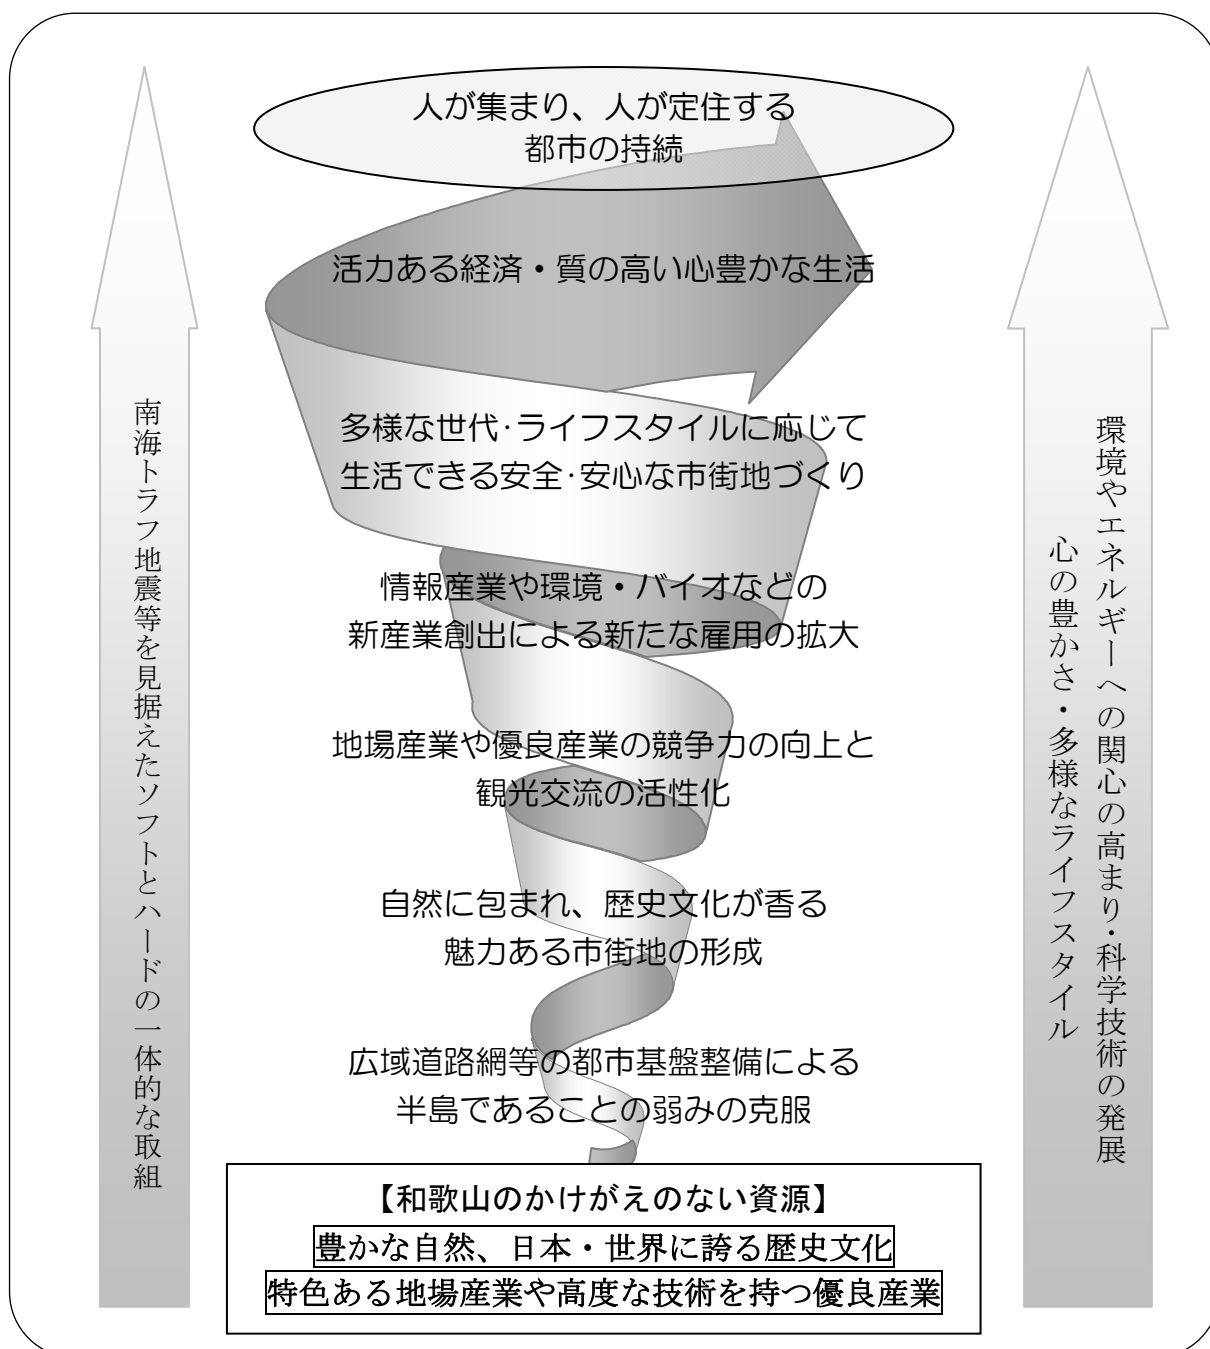 人が集まり、人が定住する
都市の持続
活力ある経済・質の高い心豊かな生活
多様な世代･ライフスタイルに応じて
生活できる安全･安心な市街地づくり
情報産業や環境・バイオなどの
新産業創出による新たな雇用の拡大
地場産業や優良産業の競争力の向上と
観光交流の活性化
自然に包まれ、歴史文化が香る
魅力ある市街地の形成
広域道路網等の都市基盤整備による
半島であることの弱みの克服
【和歌山のかけがえのない資源】
豊かな自然、日本・世界に誇る歴史文化
特色ある地場産業や高度な技術を持つ優良産業
南海トラフ地震等を見据えたソフトとハードの一体的な取組
環境やエネルギーへの関心の高まり・科学技術の発展
心の豊かさ・多様なライフスタイル